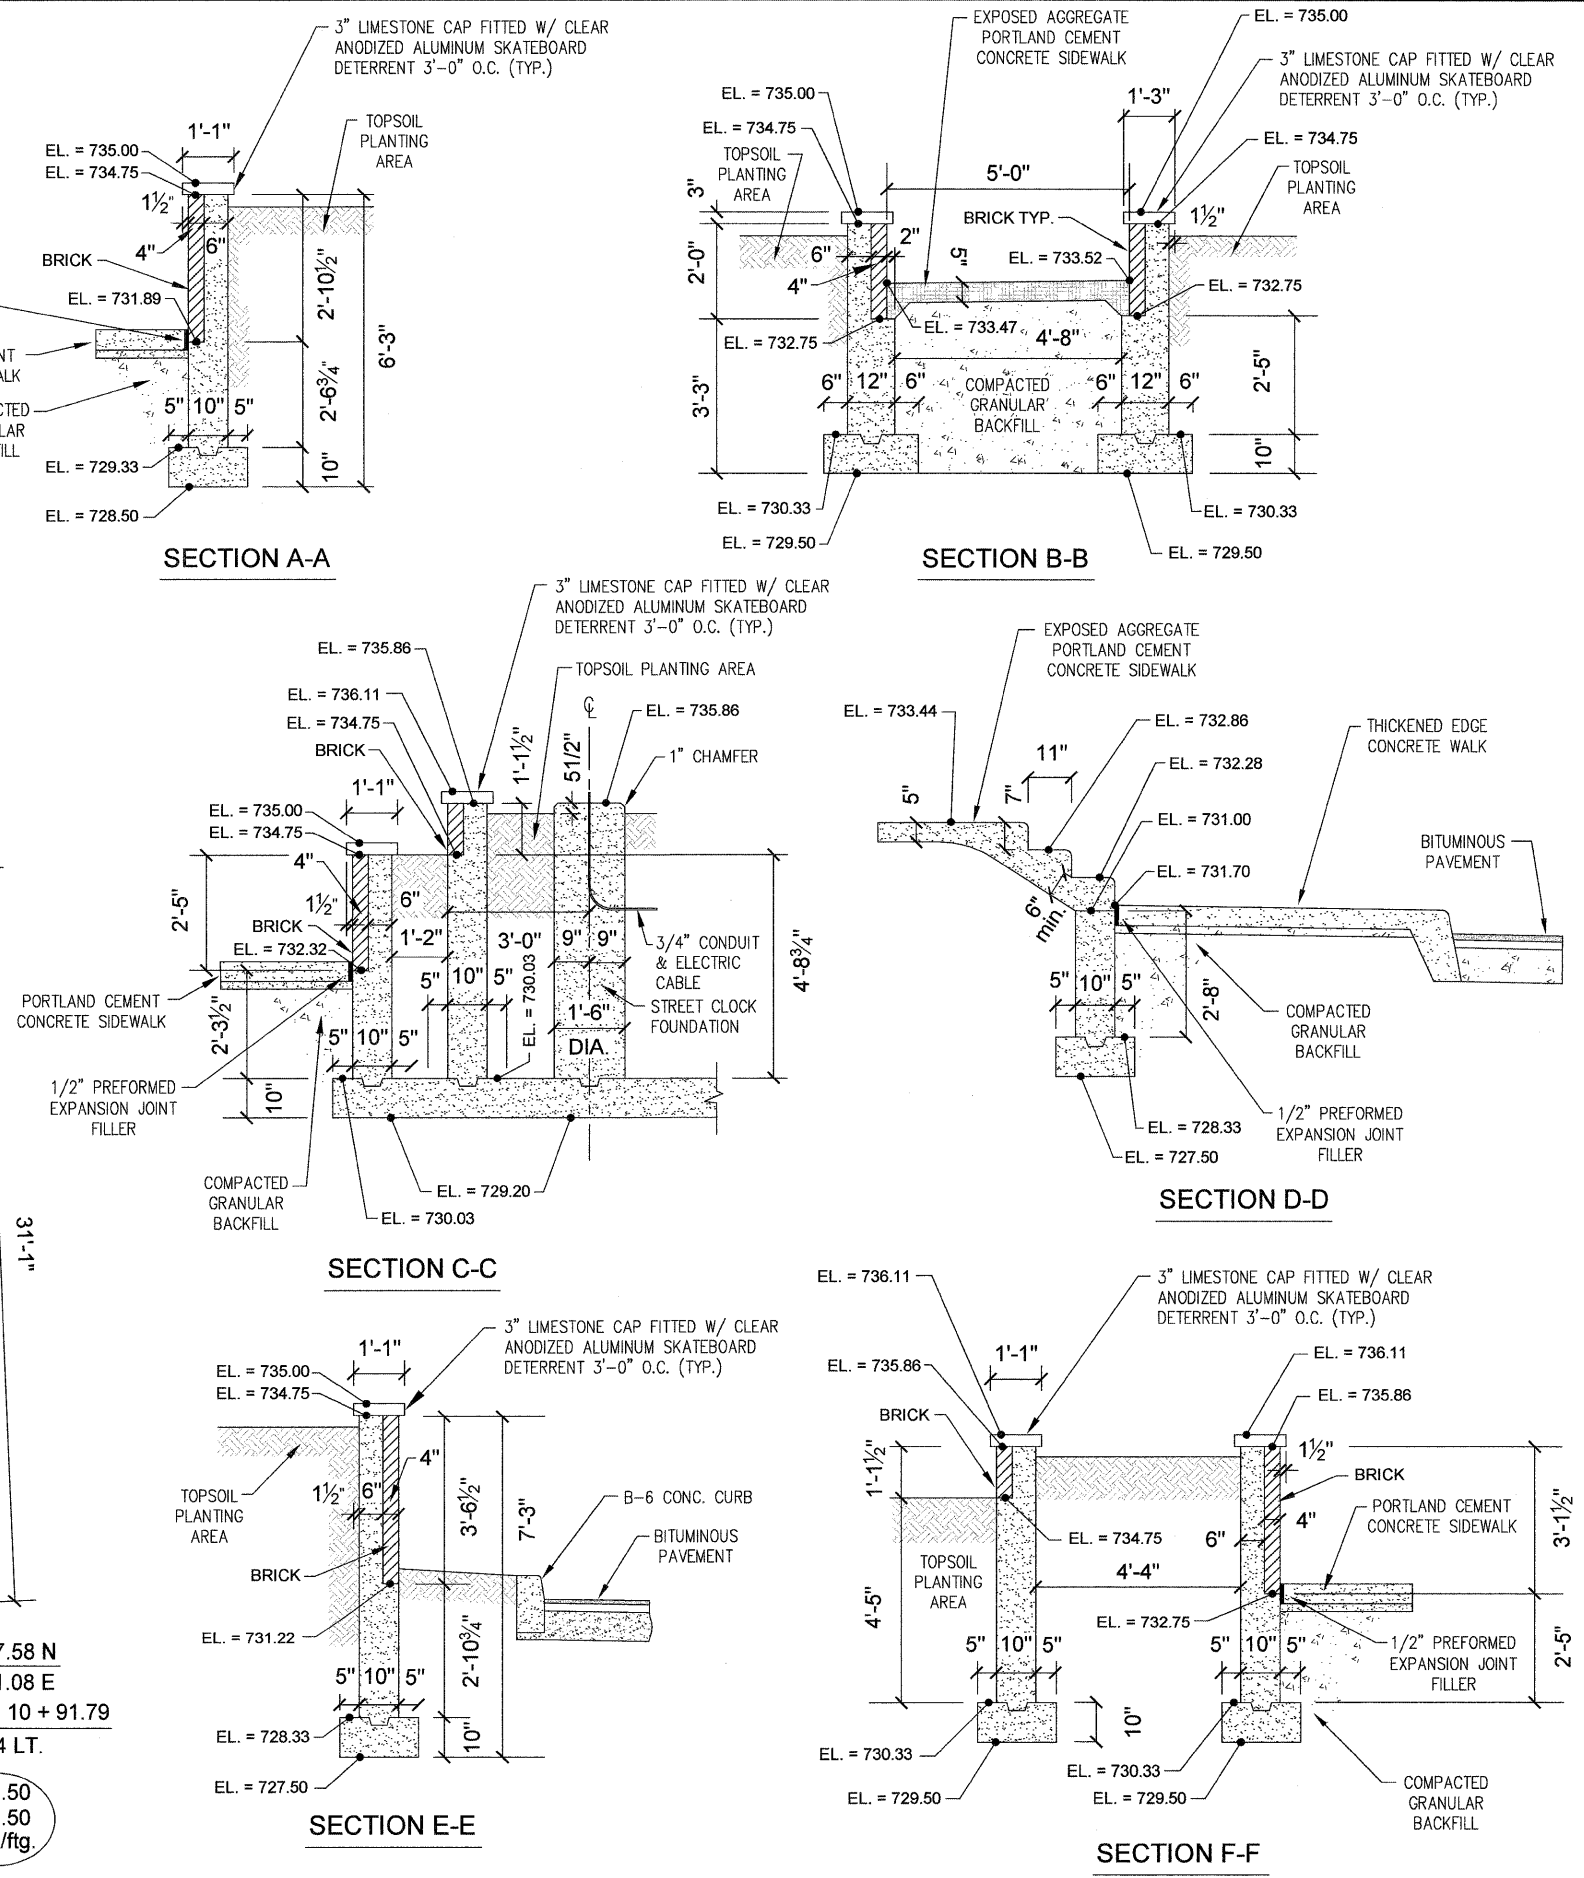 3" LIMESTONE CAP FITTED W/ CLEAR
ANODIZED ALUMINUM SKATEBOARD
DETERRENT 3'-0" O.C. (TYP.)
1'-1"
TOPSOIL
PLANTING
AREA
EL. = 735.00
EL. = 734.75
1½"
4"
6"
BRICK
EL. = 731.89
2'-10½"
6'-3"
2'-6¾"
5"
10"
5"
EL. = 729.33
10"
EL. = 728.50
SECTION A-A
EXPOSED AGGREGATE
PORTLAND CEMENT
CONCRETE SIDEWALK
EL. = 735.00
3" LIMESTONE CAP FITTED W/ CLEAR
ANODIZED ALUMINUM SKATEBOARD
DETERRENT 3'-0" O.C. (TYP.)
EL. = 735.00
1'-3"
EL. = 734.75
EL. = 734.75
TOPSOIL
PLANTING
AREA
5'-0"
TOPSOIL
PLANTING
AREA
3"
BRICK TYP.
1½"
2"
6"
5"
EL. = 733.52
2'-0"
4"
EL. = 732.75
EL. = 733.47
EL. = 732.75
4'-8"
3'-3"
6"
12"
6"
COMPACTED
GRANULAR
BACKFILL
6"
12"
6"
2'-5"
10"
EL. = 730.33
EL. = 729.50
EL. = 730.33
EL. = 729.50
SECTION B-B
3" LIMESTONE CAP FITTED W/ CLEAR
ANODIZED ALUMINUM SKATEBOARD
DETERRENT 3'-0" O.C. (TYP.)
EL. = 735.86
TOPSOIL PLANTING AREA
EL. = 736.11
EL. = 734.75
BRICK
℄
EL. = 735.86
1'-1½"
51/2"
1" CHAMFER
1'-1"
EL. = 735.00
EL. = 734.75
4"
1½"
6"
2'-5"
BRICK
EL. = 732.32
1'-2"
3'-0"
9"
9"
3/4" CONDUIT
& ELECTRIC
CABLE
4'-8¾"
PORTLAND CEMENT
CONCRETE SIDEWALK
5"
10"
5"
EL. = 730.03
STREET CLOCK
FOUNDATION
1'-6"
DIA.
2'-3½"
5"
10"
5"
1/2" PREFORMED
EXPANSION JOINT
FILLER
10"
COMPACTED
GRANULAR
BACKFILL
EL. = 729.20
EL. = 730.03
SECTION C-C
EXPOSED AGGREGATE
PORTLAND CEMENT
CONCRETE SIDEWALK
EL. = 733.44
EL. = 732.86
THICKENED EDGE
CONCRETE WALK
11"
EL. = 732.28
5"
7"
EL. = 731.00
BITUMINOUS
PAVEMENT
EL. = 731.70
6"
min.
5"
10"
5"
2'-8"
COMPACTED
GRANULAR
BACKFILL
EL. = 728.33
1/2" PREFORMED
EXPANSION JOINT
FILLER
EL. = 727.50
SECTION D-D
31'-1"
3" LIMESTONE CAP FITTED W/ CLEAR
ANODIZED ALUMINUM SKATEBOARD
DETERRENT 3'-0" O.C. (TYP.)
1'-1"
EL. = 735.00
EL. = 734.75
4"
TOPSOIL
PLANTING
AREA
1½"
6"
3'-6½"
7'-3"
B-6 CONC. CURB
BITUMINOUS
PAVEMENT
BRICK
EL. = 731.22
2'-10¾"
5"
10"
5"
EL. = 728.33
10"
EL. = 727.50
SECTION E-E
EL. = 736.11
3" LIMESTONE CAP FITTED W/ CLEAR
ANODIZED ALUMINUM SKATEBOARD
DETERRENT 3'-0" O.C. (TYP.)
EL. = 735.86
1'-1"
EL. = 736.11
EL. = 735.86
BRICK
1'-1½"
1½"
BRICK
PORTLAND CEMENT
CONCRETE SIDEWALK
3'-1½"
4"
6"
EL. = 734.75
TOPSOIL
PLANTING
AREA
4'-4"
4'-5"
EL. = 732.75
5"
10"
5"
5"
10"
5"
1/2" PREFORMED
EXPANSION JOINT
FILLER
2'-5"
10"
EL. = 730.33
EL. = 729.50
EL. = 730.33
EL. = 729.50
COMPACTED
GRANULAR
BACKFILL
SECTION F-F
7.58 N
.08 E
10 + 91.79
4 LT.
.50
.50
/ftg.